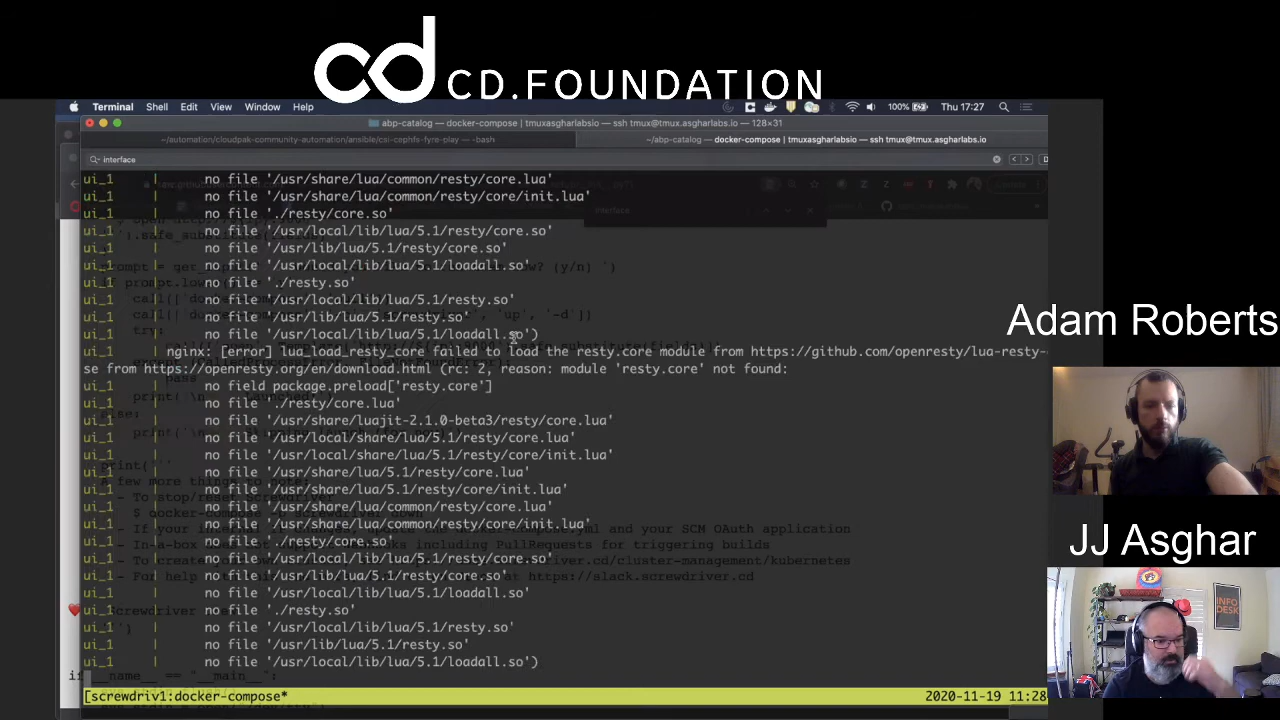 cd CD.FOUNDATION
Terminal Shell Edit View Window Help 100% Thu 17:27
abp-catalog — docker-compose | tmuxasgharlabsio — ssh tmux@tmux.asgharlabs.io — 128×31
~/automation/cloudpak-community-automation/ansible/csi-cephfs-fyre-play — -bash
~/abp-catalog — docker-compose | tmuxasgharlabsio — ssh tmux@tmux.asgharlabs.io
interface
ui_1 | no file '/usr/share/lua/common/resty/core.lua'
ui_1 | no file '/usr/share/lua/common/resty/core/init.lua'
ui_1 | no file './resty/core.so'
ui_1 | no file '/usr/local/lib/lua/5.1/resty/core.so'
ui_1 | no file '/usr/lib/lua/5.1/resty/core.so'
ui_1 | no file '/usr/local/lib/lua/5.1/loadall.so'
ui_1 | no file './resty.so'
ui_1 | no file '/usr/local/lib/lua/5.1/resty.so'
ui_1 | no file '/usr/lib/lua/5.1/resty.so'
ui_1 | no file '/usr/local/lib/lua/5.1/loadall.so')
ui_1 | nginx: [error] lua_load_resty_core failed to load the resty.core module from https://github.com/openresty/lua-resty-
se from https://openresty.org/en/download.html (rc: 2, reason: module 'resty.core' not found:
ui_1 | no field package.preload['resty.core']
ui_1 | no file './resty/core.lua'
ui_1 | no file '/usr/share/luajit-2.1.0-beta3/resty/core.lua'
ui_1 | no file '/usr/local/share/lua/5.1/resty/core.lua'
ui_1 | no file '/usr/local/share/lua/5.1/resty/core/init.lua'
ui_1 | no file '/usr/share/lua/5.1/resty/core.lua'
ui_1 | no file '/usr/share/lua/5.1/resty/core/init.lua'
ui_1 | no file '/usr/share/lua/common/resty/core.lua'
ui_1 | no file '/usr/share/lua/common/resty/core/init.lua'
ui_1 | no file './resty/core.so'
ui_1 | no file '/usr/local/lib/lua/5.1/resty/core.so'
ui_1 | no file '/usr/lib/lua/5.1/resty/core.so'
ui_1 | no file '/usr/local/lib/lua/5.1/loadall.so'
ui_1 | no file './resty.so'
ui_1 | no file '/usr/local/lib/lua/5.1/resty.so'
ui_1 | no file '/usr/lib/lua/5.1/resty.so'
ui_1 | no file '/usr/local/lib/lua/5.1/loadall.so')
if __name__ == "__main__":
[screwdriv1:docker-compose* 2020-11-19 11:28
Adam Roberts
JJ Asghar
INFO
DESK